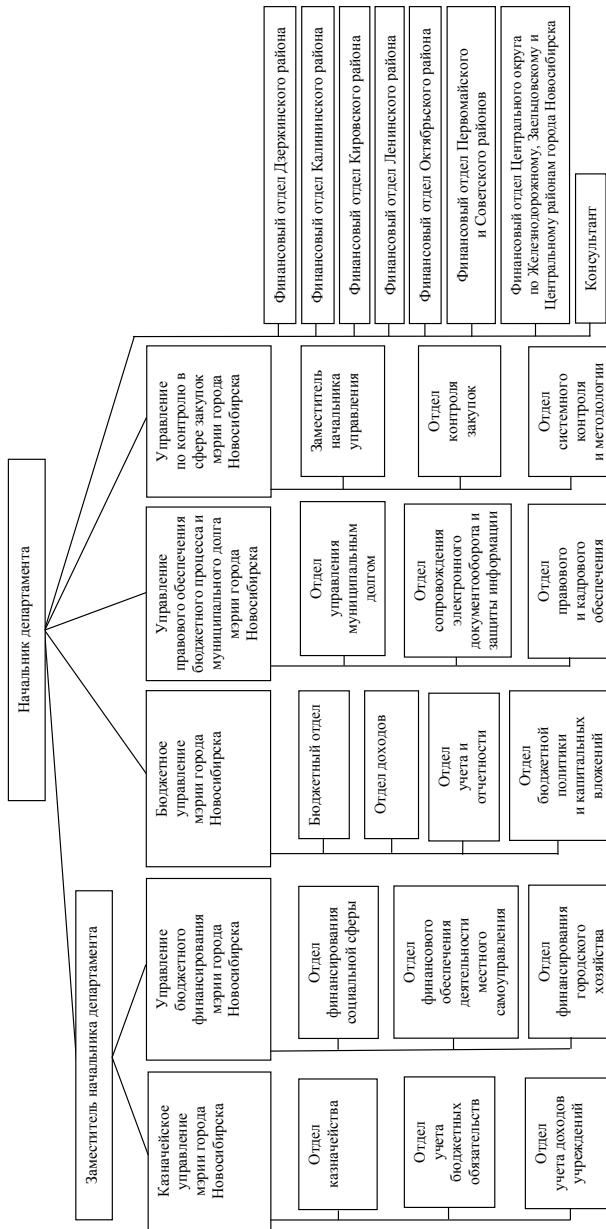 Начальник департамента
Заместитель начальника департамента
Казначейское
управление
мэрии города
Новосибирска
Управление
бюджетного
финансирования
мэрии города
Новосибирска
Бюджетное
управление
мэрии города
Новосибирска
Управление
правового обеспечения
бюджетного процесса и
муниципального долга
мэрии города
Новосибирска
Управление
по контролю в
сфере закупок
мэрии города
Новосибирска
Отдел
казначейства
Отдел
учета
бюджетных
обязательств
Отдел
учета доходов
учреждений
Отдел
финансирования
социальной сферы
Отдел
финансового
обеспечения
деятельности
местного
самоуправления
Отдел
финансирования
городского
хозяйства
Бюджетный отдел
Отдел доходов
Отдел
учета и
отчетности
Отдел
бюджетной
политики
и капитальных
вложений
Отдел
управления
муниципальным
долгом
Отдел
сопровождения
электронного
документооборота и
защиты информации
Отдел
правового
и кадрового
обеспечения
Заместитель
начальника
управления
Отдел
контроля
закупок
Отдел
системного
контроля
и методологии
Финансовый отдел Дзержинского района
Финансовый отдел Калининского района
Финансовый отдел Кировского района
Финансовый отдел Ленинского района
Финансовый отдел Октябрьского района
Финансовый отдел Первомайского
и Советского районов
Финансовый отдел Центрального округа
по Железнодорожному, Заельцовскому и
Центральному районам города Новосибирска
Консультант